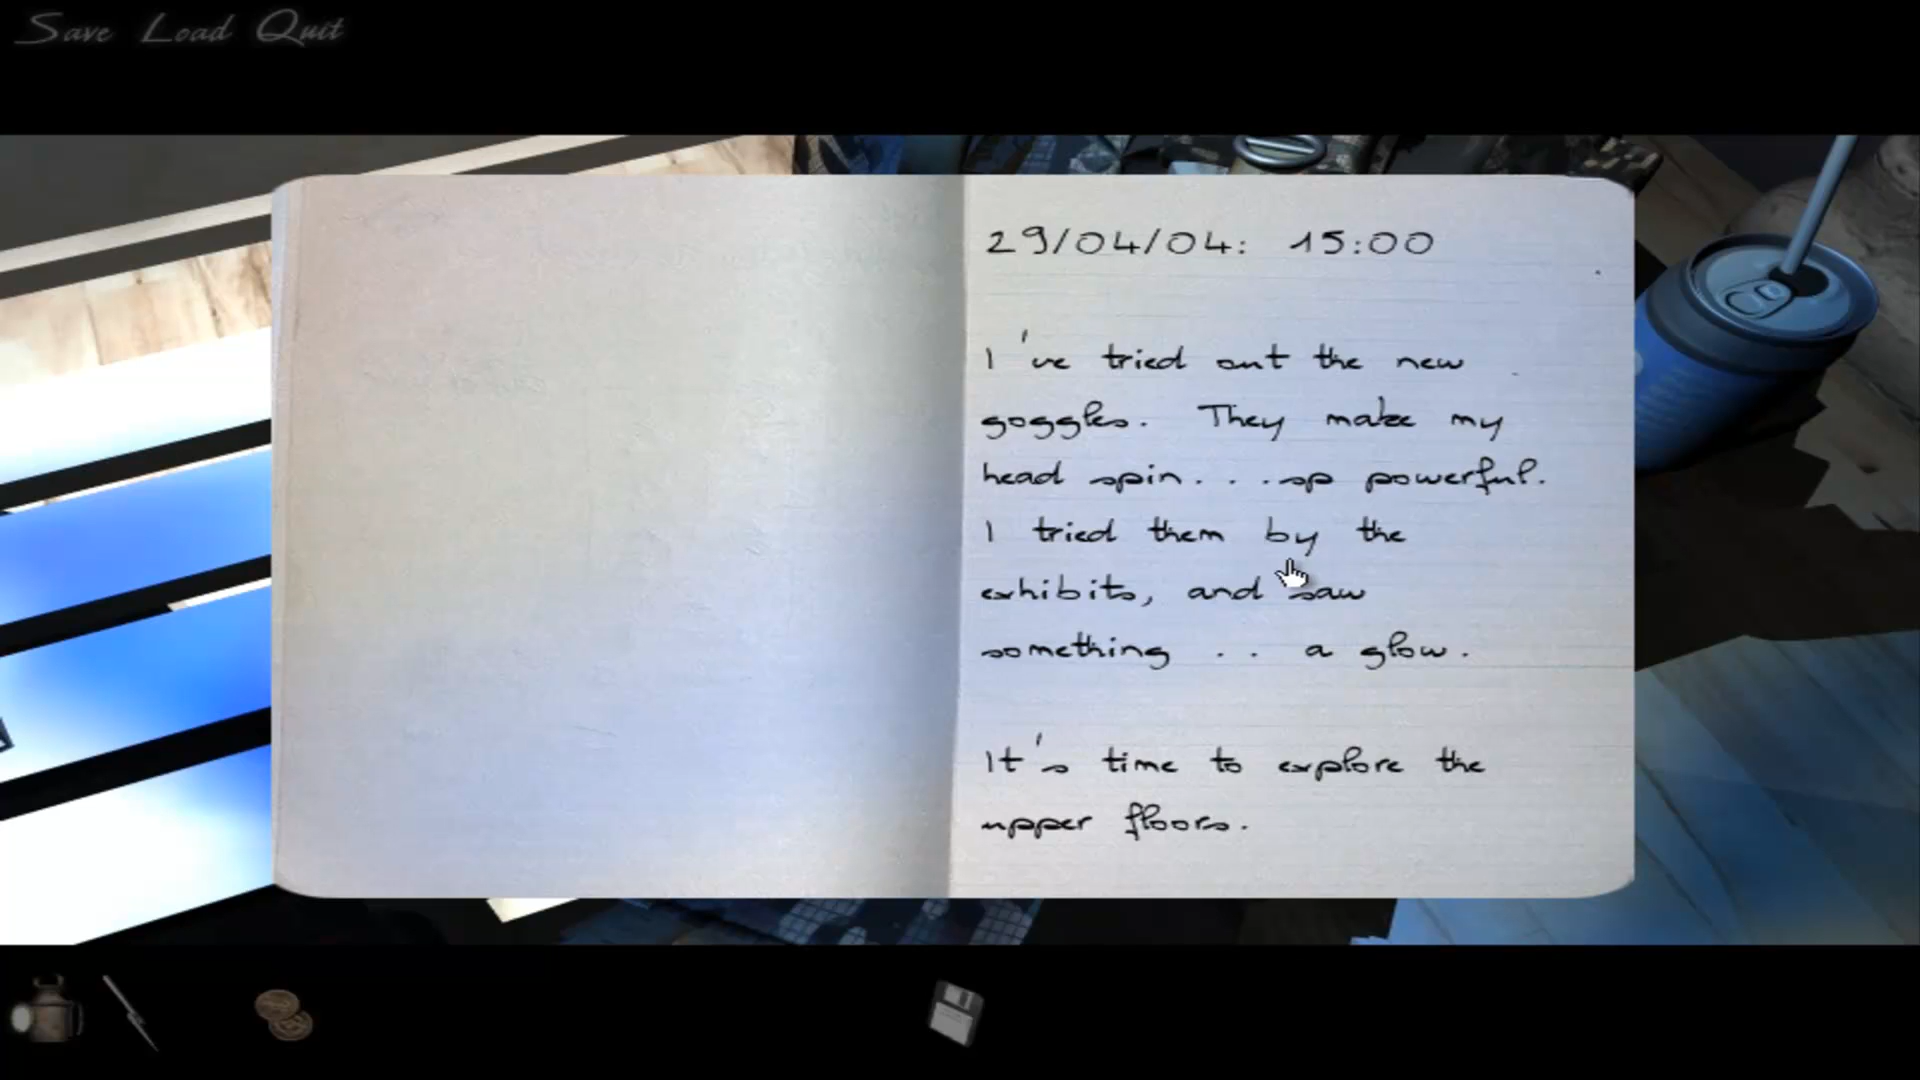 Save Load Quit
29/04/04: 15:00
I've tried out the new
goggles. They make my
head spin. . . .sp powerful.
I tried them by the
exhibits, and saw
something . . a glow.
It's time to explore the
upper floors.